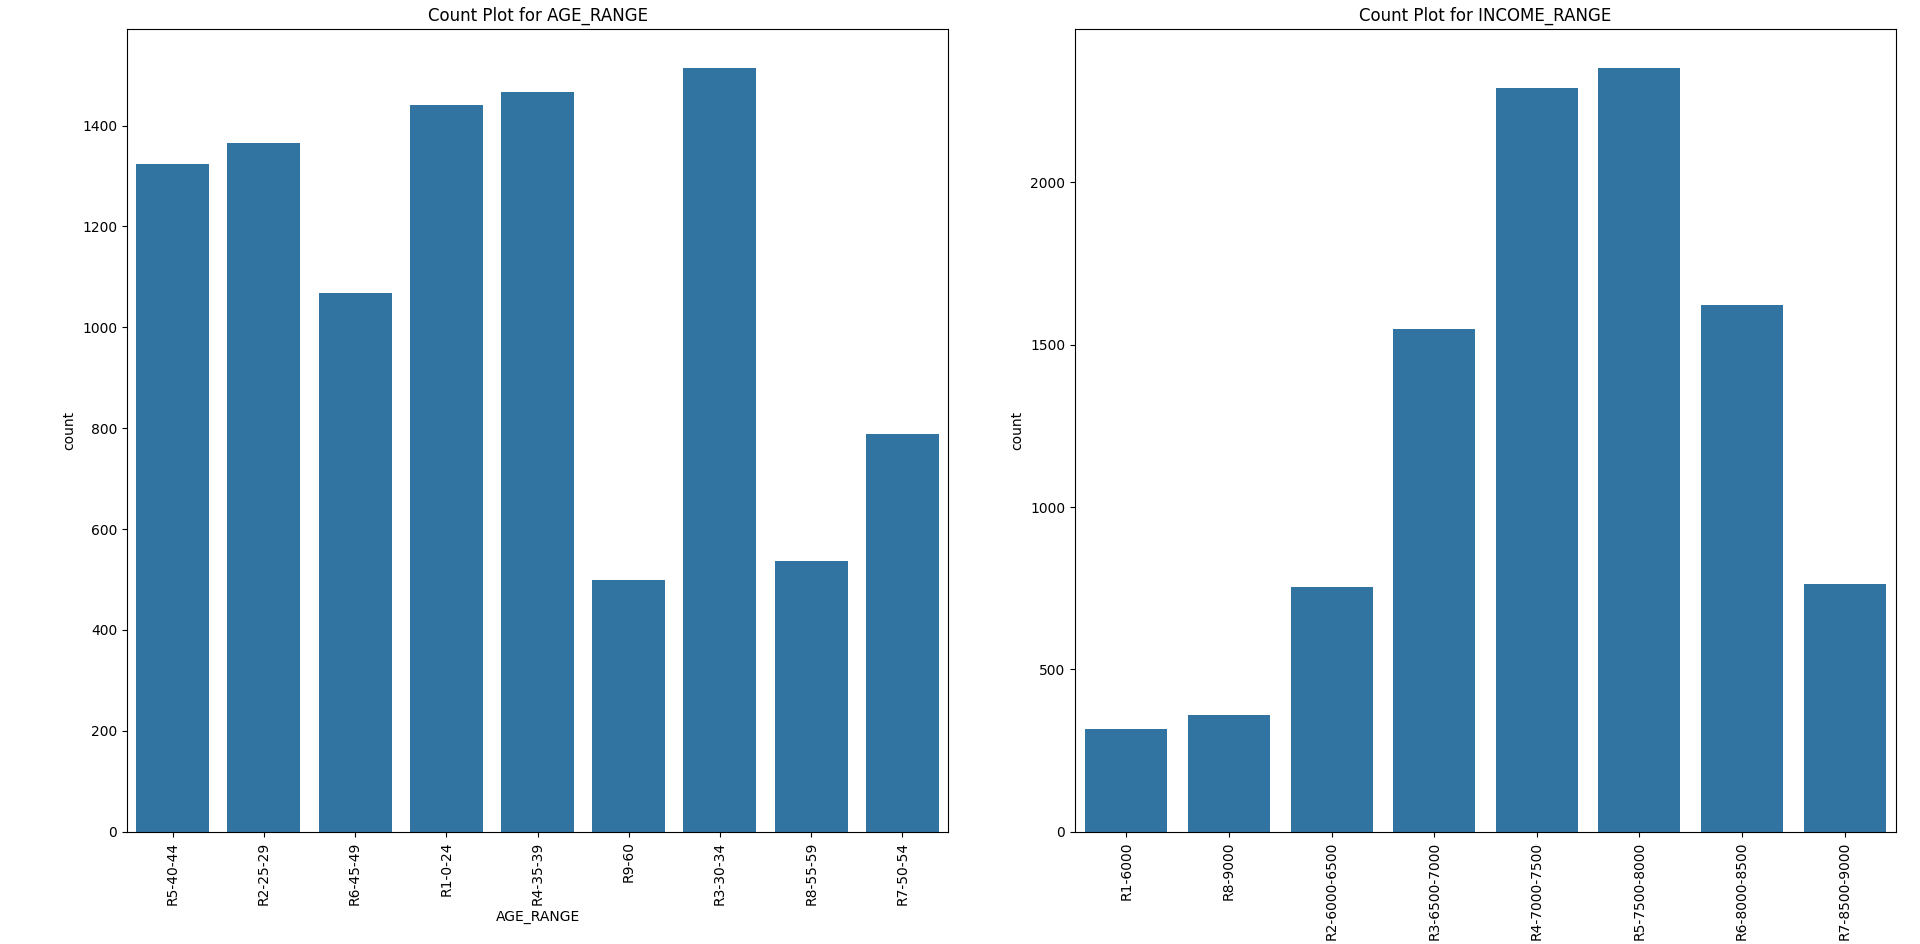 Count Plot for AGE_RANGE
1400
1200
1000
800
600
400
200
0
count
R5-40-44
R2-25-29
R6-45-49
R1-0-24
R4-35-39
R9-60
R3-30-34
R8-55-59
R7-50-54
AGE_RANGE
Count Plot for INCOME_RANGE
2000
1500
1000
500
0
count
R1-6000
R8-9000
R2-6000-6500
R3-6500-7000
R4-7000-7500
R5-7500-8000
R6-8000-8500
R7-8500-9000